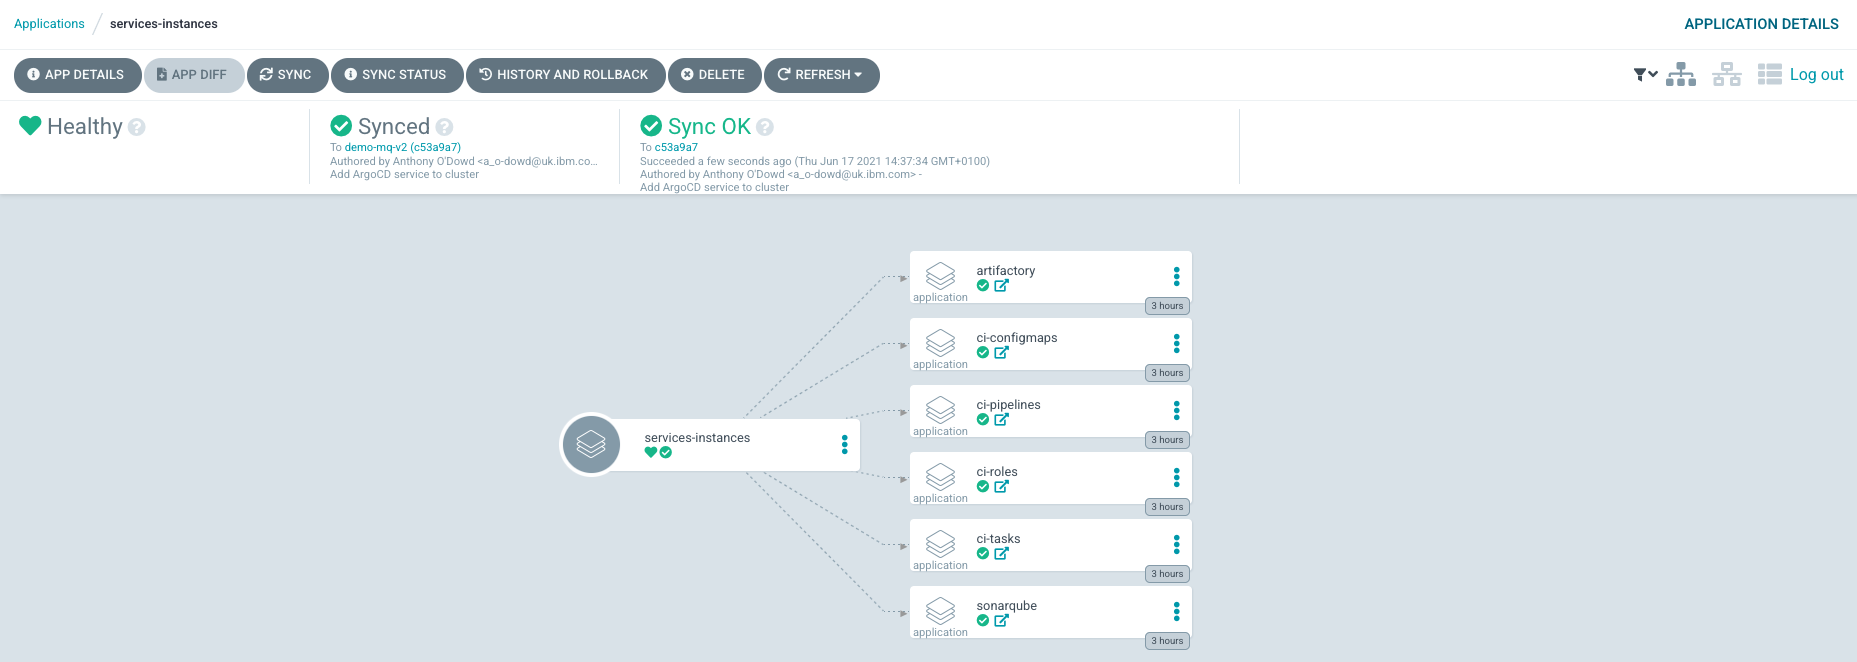 Applications / services-instances
APPLICATION DETAILS
APP DETAILS
APP DIFF
SYNC
SYNC STATUS
HISTORY AND ROLLBACK
DELETE
REFRESH
Log out
Healthy
Synced
To demo-mq-v2 (c53a9a7)
Authored by Anthony O'Dowd <a_o-dowd@uk.ibm.co...
Add ArgoCD service to cluster
Sync OK
To c53a9a7
Succeeded a few seconds ago (Thu Jun 17 2021 14:37:34 GMT+0100)
Authored by Anthony O'Dowd <a_o-dowd@uk.ibm.com> -
Add ArgoCD service to cluster
services-instances
artifactory
application
3 hours
ci-configmaps
application
3 hours
ci-pipelines
application
3 hours
ci-roles
application
3 hours
ci-tasks
application
3 hours
sonarqube
application
3 hours